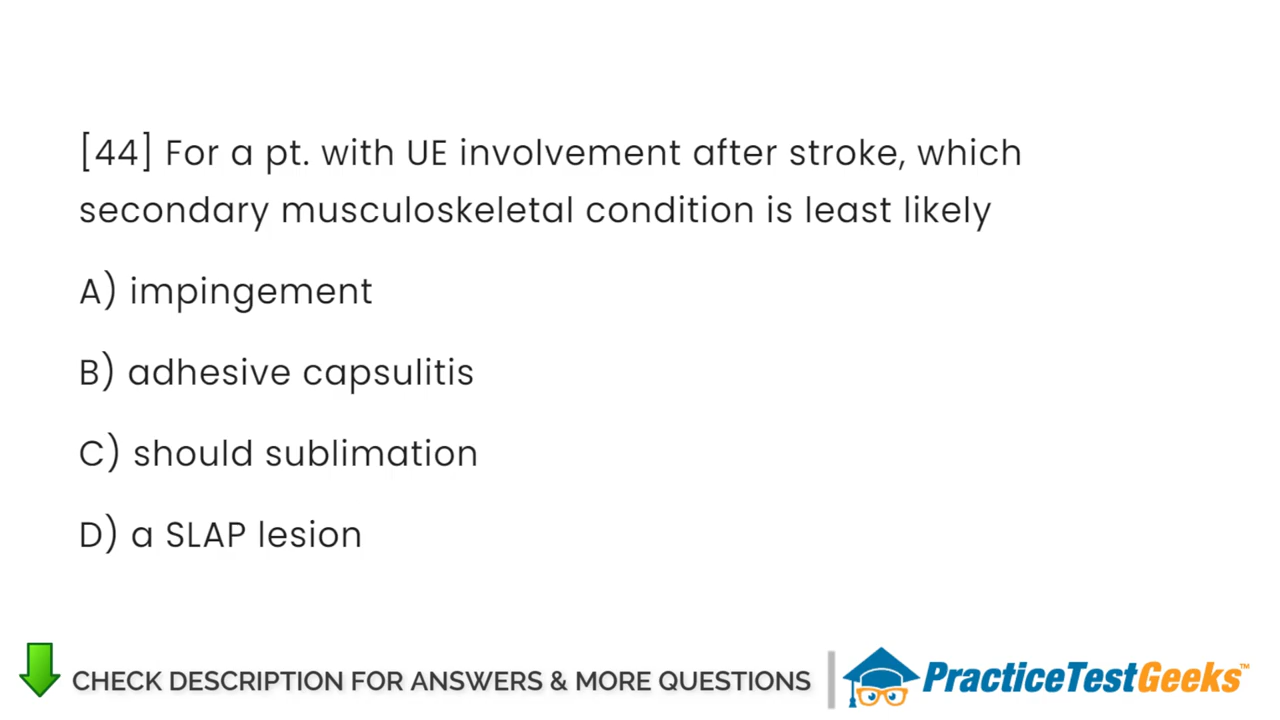 [44] For a pt. with UE involvement after stroke, which
secondary musculoskeletal condition is least likely
A) impingement
B) adhesive capsulitis
C) should sublimation
D) a SLAP lesion
CHECK DESCRIPTION FOR ANSWERS & MORE QUESTIONS
PracticeTestGeeks™